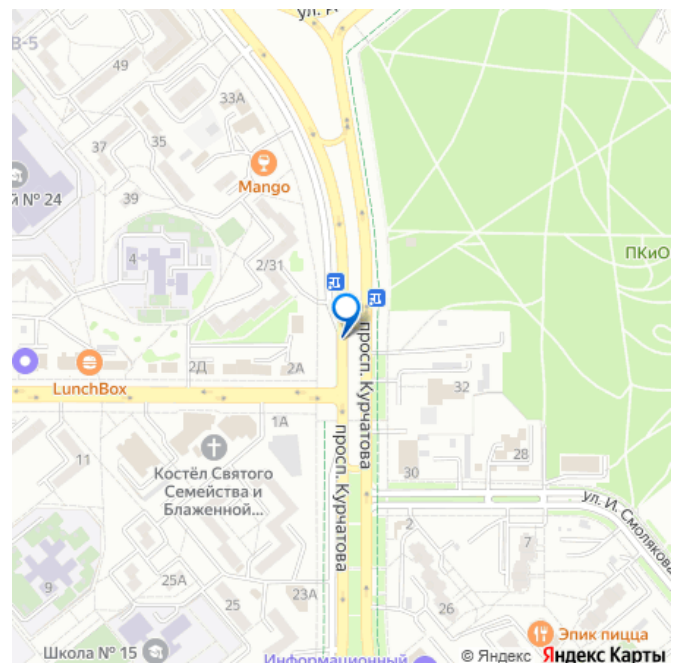 В-5
49
33А
35
37
Mango
й № 24
39
ПКиО
4
2/31
просп. Курчатова
2Д
2А
32
LunchBox
1А
просп. Курчатова
11
Костёл Святого
Семейства и
Блаженной...
28
30
ул. И. Смолякова
2
7
9
25А
25
23А
26
Эпик пицца
Школа № 15
Информационный
© Яндекс Яндекс Карты